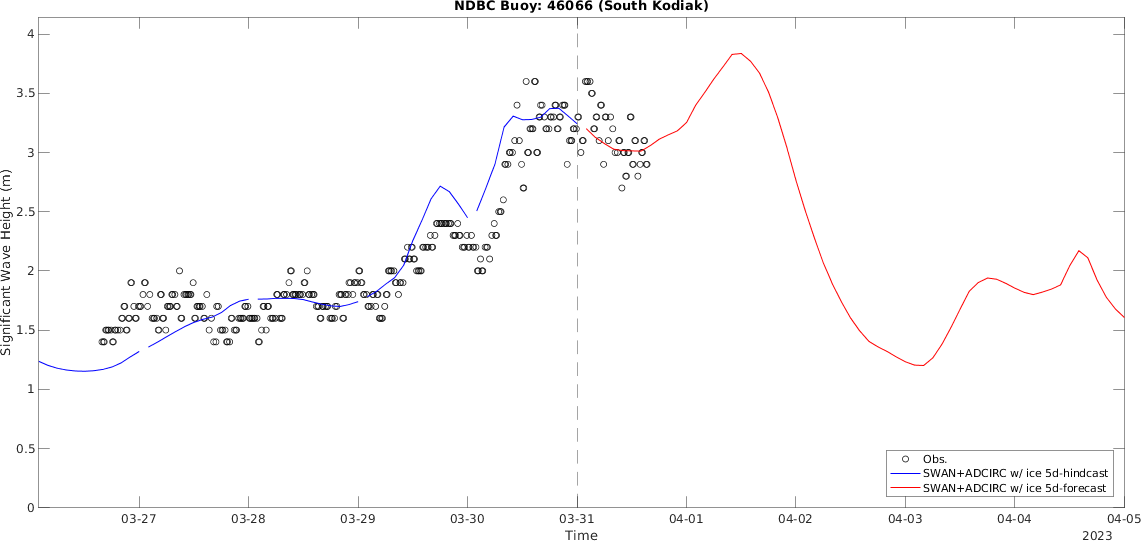 NDBC Buoy: 46066 (South Kodiak)
4
3.5
3
2.5
2
1.5
1
0.5
0
Significant Wave Height (m)
Obs.
SWAN+ADCIRC w/ ice 5d-hindcast
SWAN+ADCIRC w/ ice 5d-forecast
03-27 03-28 03-29 03-30 03-31 04-01 04-02 04-03 04-04 04-05
Time
2023